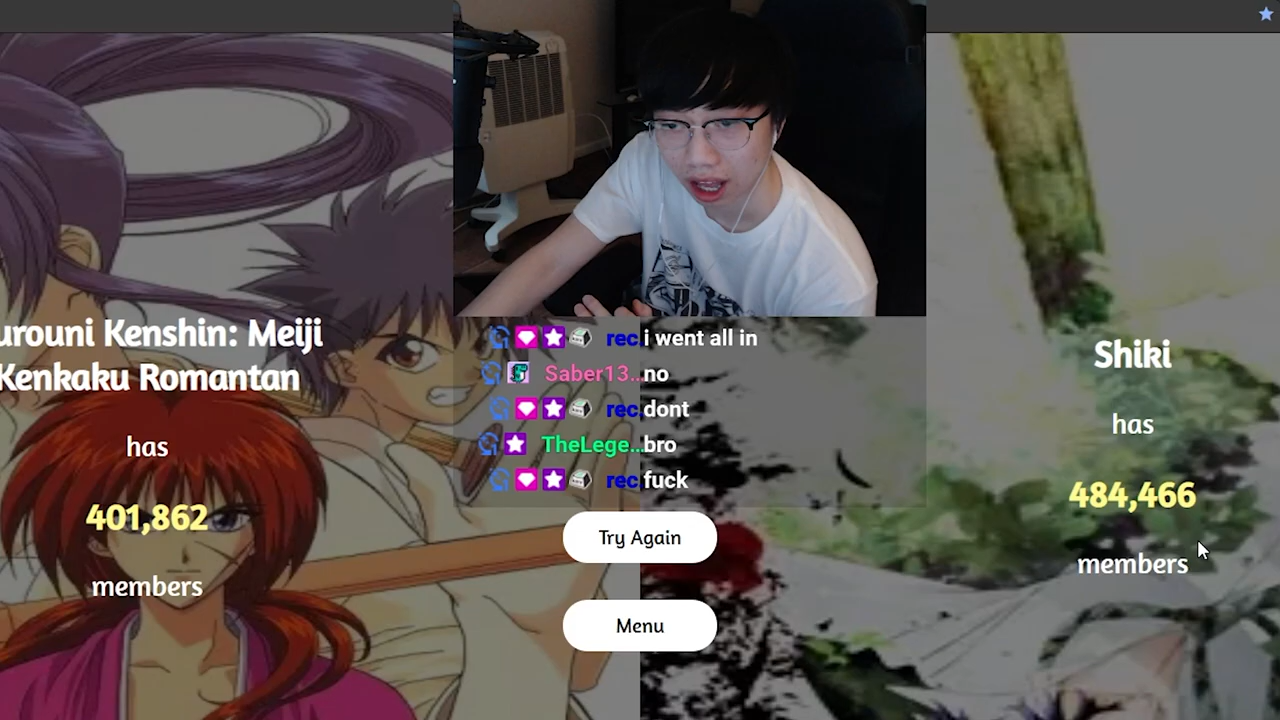 urouni Kenshin: Meiji
Kenkaku Romantan
has
401,862
members
rec: i went all in
Saber13... no
rec: dont
TheLege... bro
rec: fuck
Try Again
Menu
Shiki
has
484,466
members